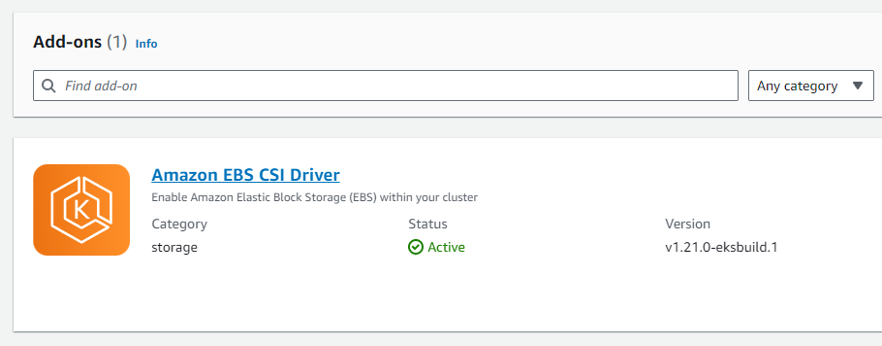 Add-ons (1) Info
Find add-on
Any category
K
Amazon EBS CSI Driver
Enable Amazon Elastic Block Storage (EBS) within your cluster
Category Status Version
storage Active v1.21.0-eksbuild.1